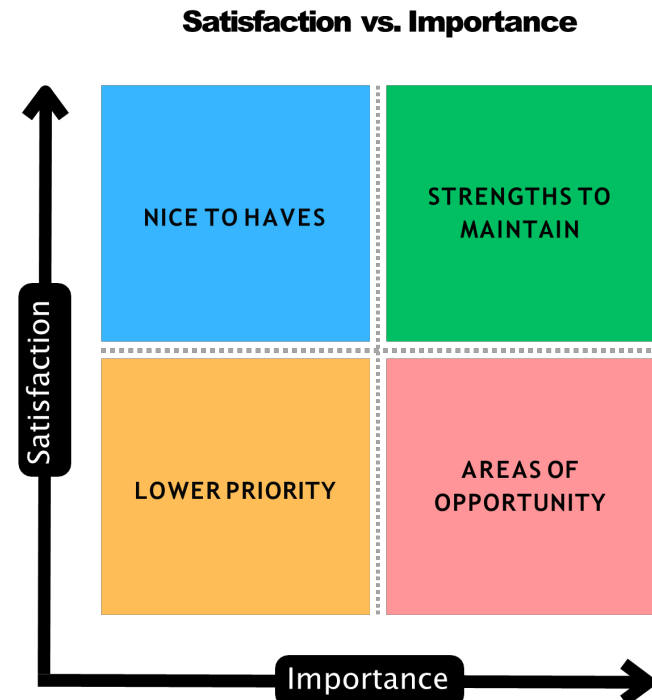 Satisfaction vs. Importance
NICE TO HAVES
STRENGTHS TO
MAINTAIN
Satisfaction
LOWER PRIORITY
AREAS OF
OPPORTUNITY
Importance